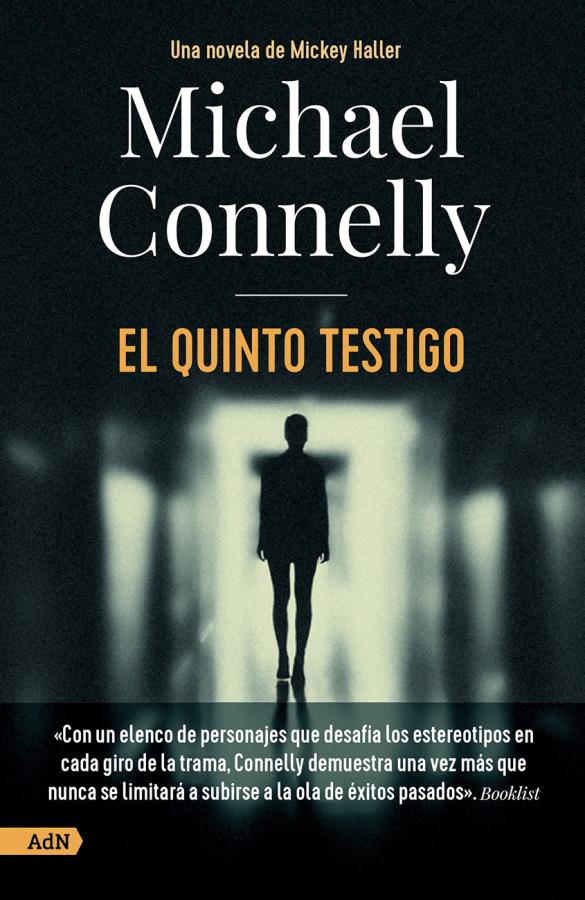 Una novela de Mickey Haller
Michael
Connelly
EL QUINTO TESTIGO
«Con un elenco de personajes que desafía los estereotipos en
cada giro de la trama, Connelly demuestra una vez más que
nunca se limitará a subirse a la ola de éxitos pasados». Booklist
AdN